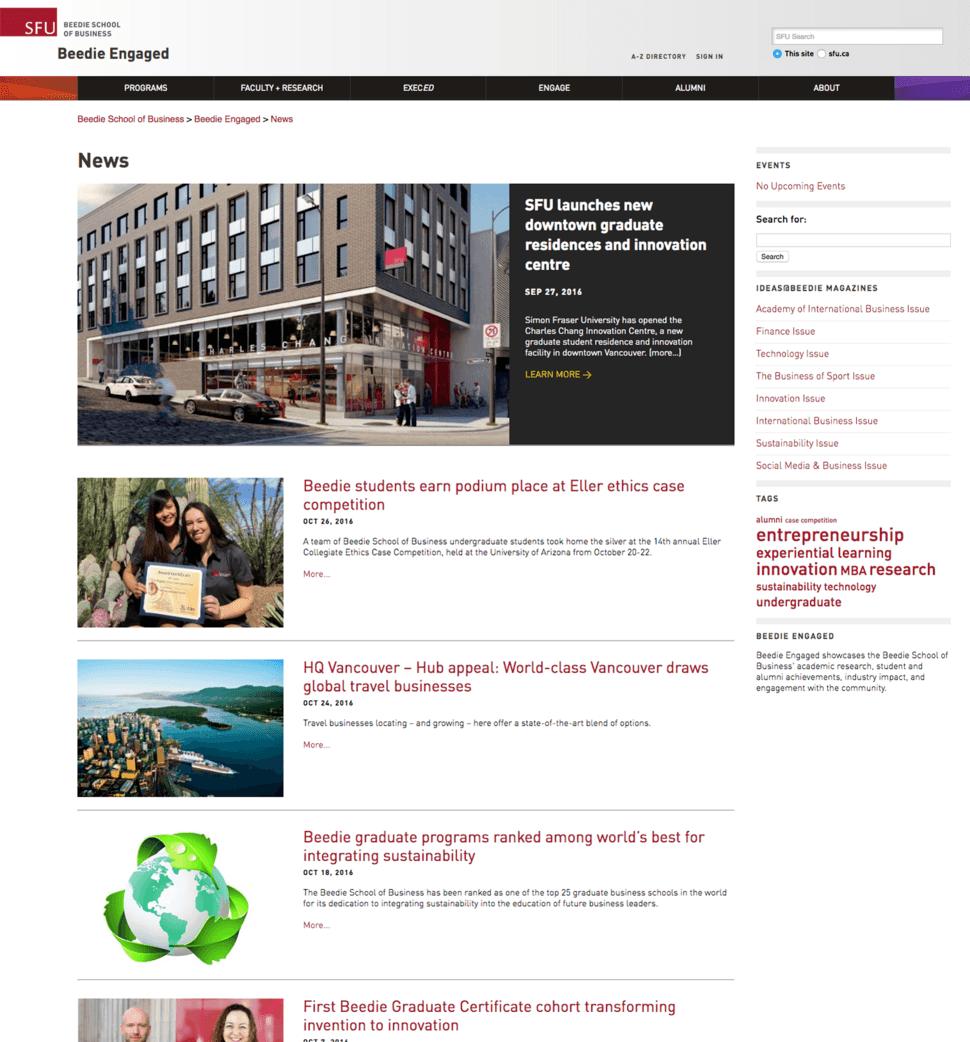 SFU
BEEDIE SCHOOL
OF BUSINESS
Beedie Engaged
A-Z DIRECTORY SIGN IN
SFU Search
This site sfu.ca
PROGRAMS FACULTY + RESEARCH EXECED ENGAGE ALUMNI ABOUT
Beedie School of Business > Beedie Engaged > News
News
CHARLES CHANG INNOVATION CENTRE
SFU launches new
downtown graduate
residences and innovation
centre
SEP 27, 2016
Simon Fraser University has opened the
Charles Chang Innovation Centre, a new
graduate student residence and innovation
facility in downtown Vancouver. [more...]
LEARN MORE →
Beedie students earn podium place at Eller ethics case
competition
OCT 26, 2016
A team of Beedie School of Business undergraduate students took home the silver at the 14th annual Eller
Collegiate Ethics Case Competition, held at the University of Arizona from October 20-22.
More...
HQ Vancouver – Hub appeal: World-class Vancouver draws
global travel businesses
OCT 24, 2016
Travel businesses locating – and growing – here offer a state-of-the-art blend of options.
More...
Beedie graduate programs ranked among world's best for
integrating sustainability
OCT 18, 2016
The Beedie School of Business has been ranked as one of the top 25 graduate business schools in the world
for its dedication to integrating sustainability into the education of future business leaders.
More...
First Beedie Graduate Certificate cohort transforming
invention to innovation
OCT 7, 2016
EVENTS
No Upcoming Events
Search for:
Search
IDEAS@BEEDIE MAGAZINES
Academy of International Business Issue
Finance Issue
Technology Issue
The Business of Sport Issue
Innovation Issue
International Business Issue
Sustainability Issue
Social Media & Business Issue
TAGS
alumni case competition
entrepreneurship
experiential learning
innovation MBA research
sustainability technology
undergraduate
BEEDIE ENGAGED
Beedie Engaged showcases the Beedie School of
Business' academic research, student and
alumni achievements, industry impact, and
engagement with the community.